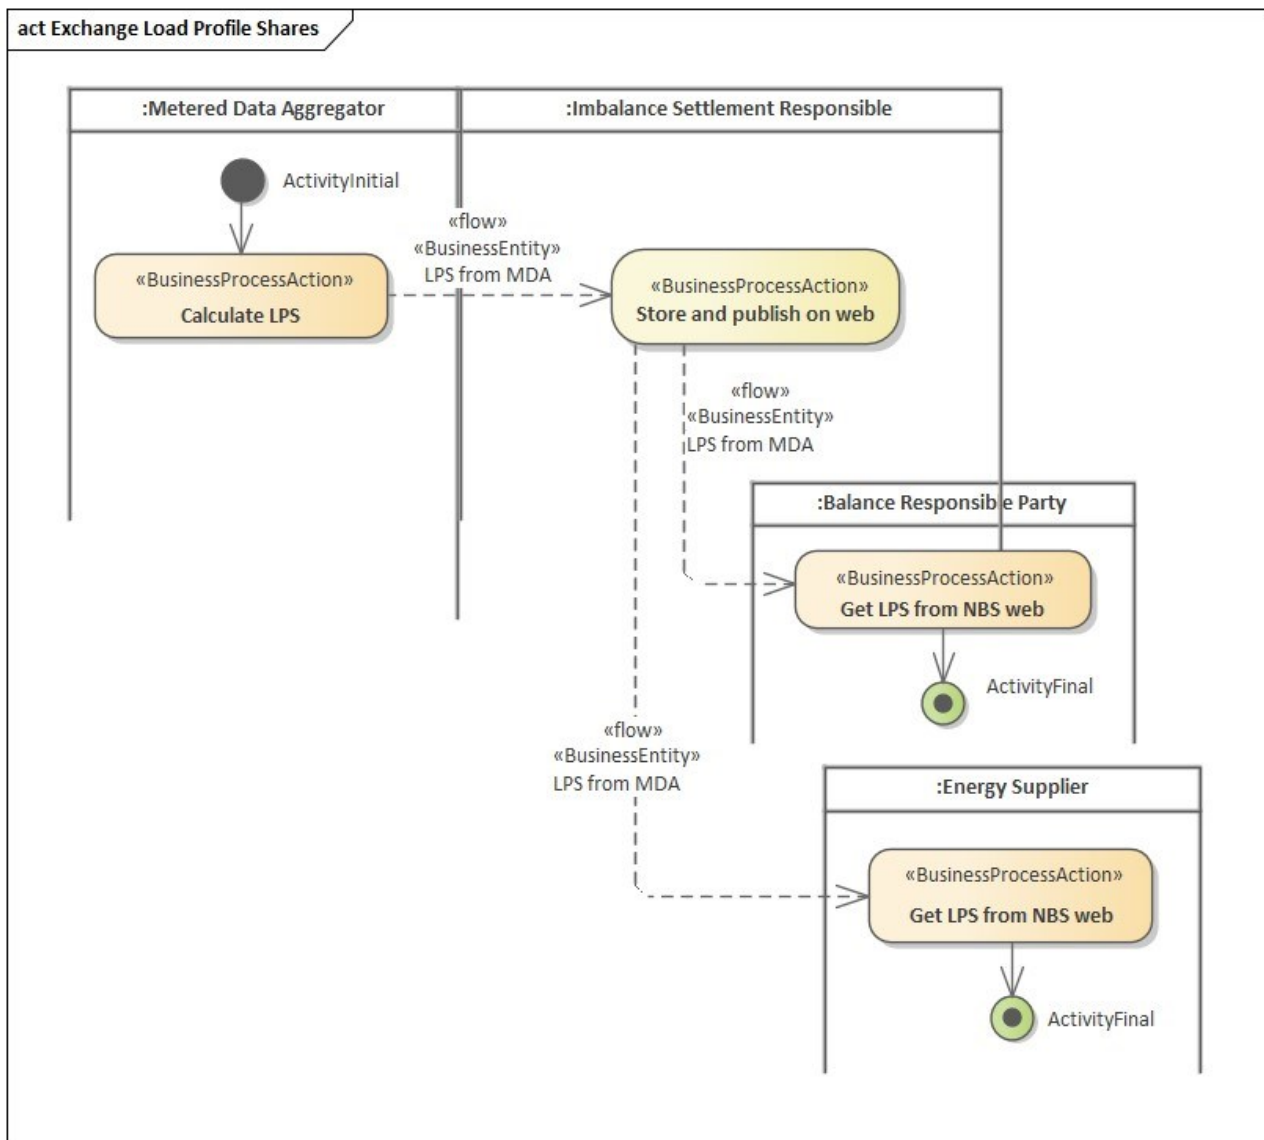 act Exchange Load Profile Shares
:Metered Data Aggregator
:Imbalance Settlement Responsible
ActivityInitial
«flow»
«BusinessEntity»
LPS from MDA
«BusinessProcessAction»
Calculate LPS
«BusinessProcessAction»
Store and publish on web
«flow»
«BusinessEntity»
LPS from MDA
:Balance Responsible Party
«BusinessProcessAction»
Get LPS from NBS web
ActivityFinal
«flow»
«BusinessEntity»
LPS from MDA
:Energy Supplier
«BusinessProcessAction»
Get LPS from NBS web
ActivityFinal